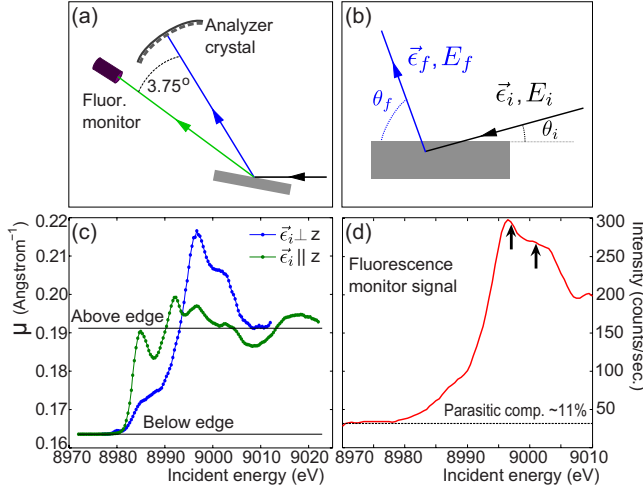 (a)
Analyzer
crystal
3.75°
Fluor.
monitor
(b)
ϵ⃗f, Ef
ϵ⃗i, Ei
θf
θi
(c)
ϵ⃗i ⊥ z
ϵ⃗i || z
Above edge
Below edge
μ (Angstrom⁻¹)
0.22
0.21
0.20
0.19
0.18
0.17
0.16
8970 8980 8990 9000 9010 9020
Incident energy (eV)
(d)
Fluorescence
monitor signal
Parasitic comp. ~11%
Intensity (counts/sec.)
300
250
200
150
100
50
8970 8980 8990 9000 9010
Incident energy (eV)